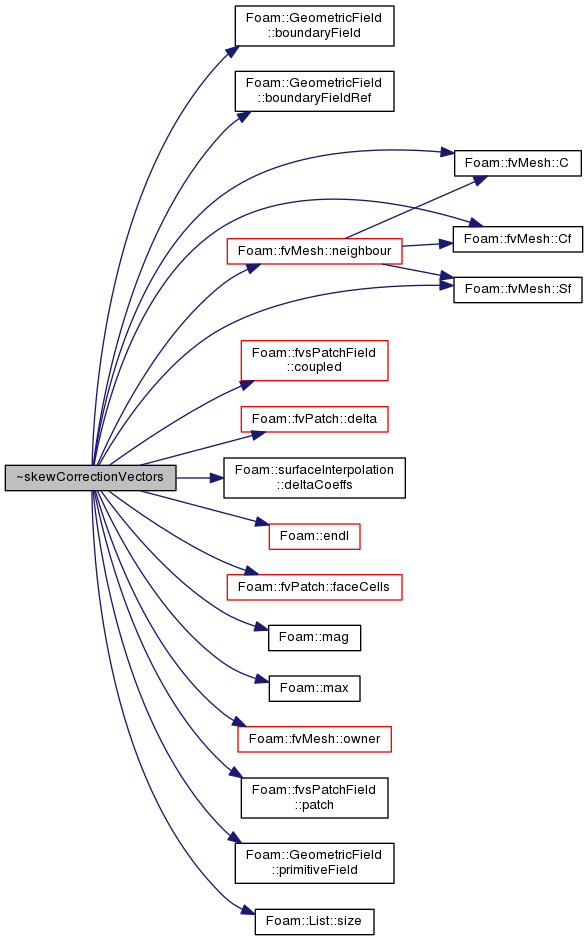 Foam::GeometricField
::boundaryField
Foam::GeometricField
::boundaryFieldRef
Foam::fvMesh::C
Foam::fvMesh::Cf
Foam::fvMesh::neighbour
Foam::fvMesh::Sf
Foam::fvsPatchField
::coupled
Foam::fvPatch::delta
~skewCorrectionVectors
Foam::surfaceInterpolation
::deltaCoeffs
Foam::endl
Foam::fvPatch::faceCells
Foam::mag
Foam::max
Foam::fvMesh::owner
Foam::fvsPatchField
::patch
Foam::GeometricField
::primitiveField
Foam::List::size